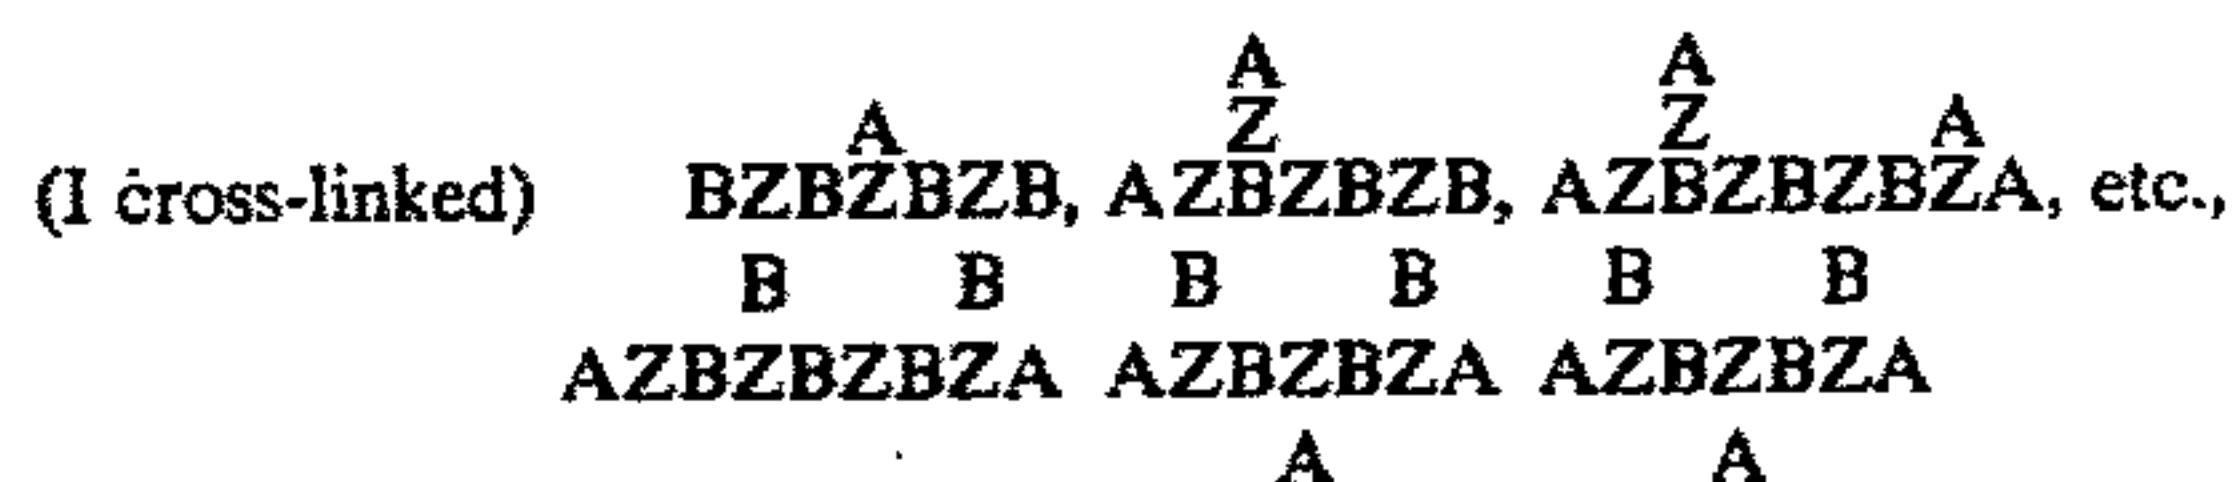 A A
A Z Z A
(I cross-linked) BZBZBZB, AZBZBZB, AZBZBZBZA, etc.,
B B B B B B
AZBZBZBZA AZBZBZA AZBZBZA
A A